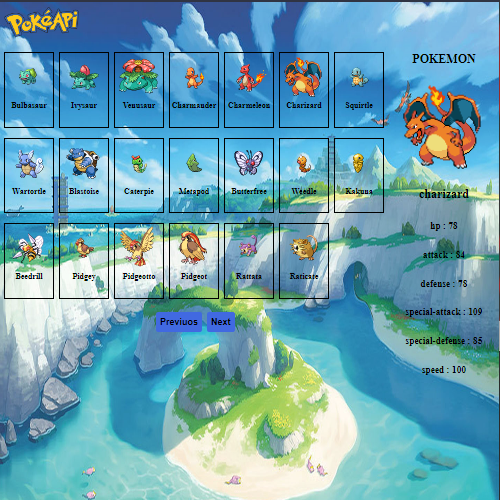 PokéAPi
POKEMON
Bulbasaur Ivysaur Venusaur Charmander Charmeleon Charizard Squirtle
Wartortle Blastoise Caterpie Metapod Butterfree Weedle Kakuna
Beedrill Pidgey Pidgeotto Pidgeot Rattata Raticate
Previuos Next
charizard
hp : 78
attack : 84
defense : 78
special-attack : 109
special-defense : 85
speed : 100